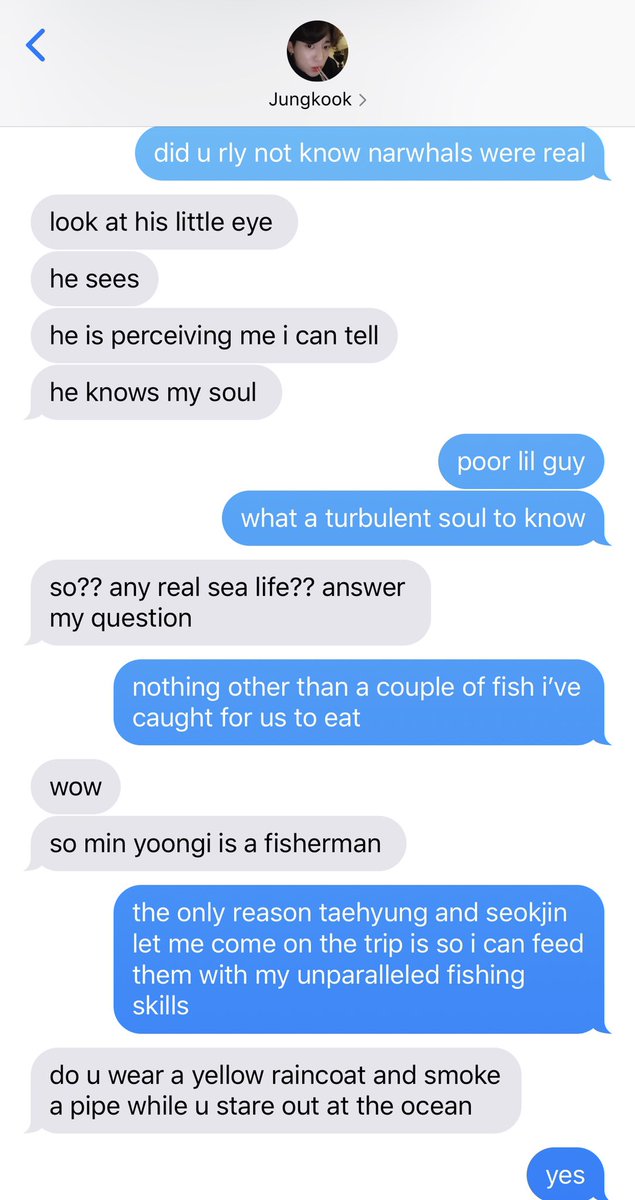 Jungkook
did u rly not know narwhals were real
look at his little eye
he sees
he is perceiving me i can tell
he knows my soul
poor lil guy
what a turbulent soul to know
so?? any real sea life?? answer
my question
nothing other than a couple of fish i’ve
caught for us to eat
wow
so min yoongi is a fisherman
the only reason taehyung and seokjin
let me come on the trip is so i can feed
them with my unparalleled fishing
skills
do u wear a yellow raincoat and smoke
a pipe while u stare out at the ocean
yes